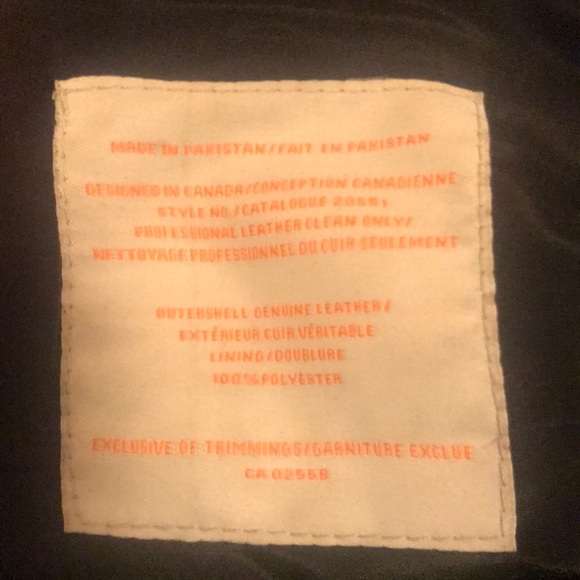 MADE IN PAKISTAN/FAIT EN PAKISTAN
DESIGNED IN CANADA/CONCEPTION CANADIENNE
STYLE NO./CATALOGUE
PROFESSIONAL LEATHER CLEAN ONLY/
NETTOYAGE PROFESSIONNEL DU CUIR SEULEMENT
OUTERSHELL GENUINE LEATHER/
EXTÉRIEUR CUIR VÉRITABLE
LINING/DOUBLURE
100% POLYESTER
EXCLUSIVE OF TRIMMINGS/GARNITURE EXCLUE
CA 02558